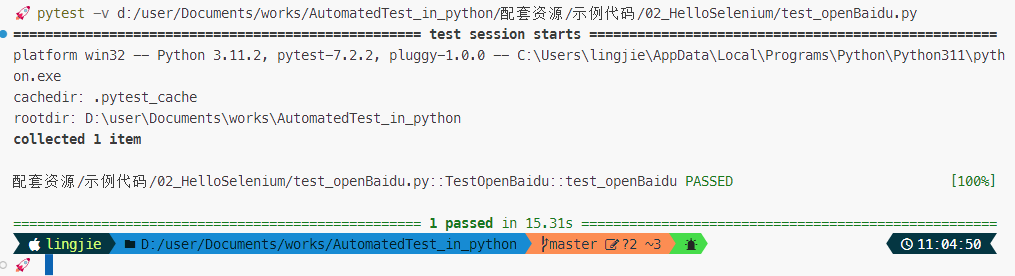 🚀 pytest -v d:/user/Documents/works/AutomatedTest_in_python/配套资源/示例代码/02_HelloSelenium/test_openBaidu.py
================================================= test session starts =================================================
platform win32 -- Python 3.11.2, pytest-7.2.2, pluggy-1.0.0 -- C:\Users\lingjie\AppData\Local\Programs\Python\Python311\pyth
on.exe
cachedir: .pytest_cache
rootdir: D:\user\Documents\works\AutomatedTest_in_python
collected 1 item
配套资源/示例代码/02_HelloSelenium/test_openBaidu.py::TestOpenBaidu::test_openBaidu PASSED [100%]
================================================= 1 passed in 15.31s =================================================
lingjie D:/user/Documents/works/AutomatedTest_in_python master ?2 ~3 11:04:50
🚀